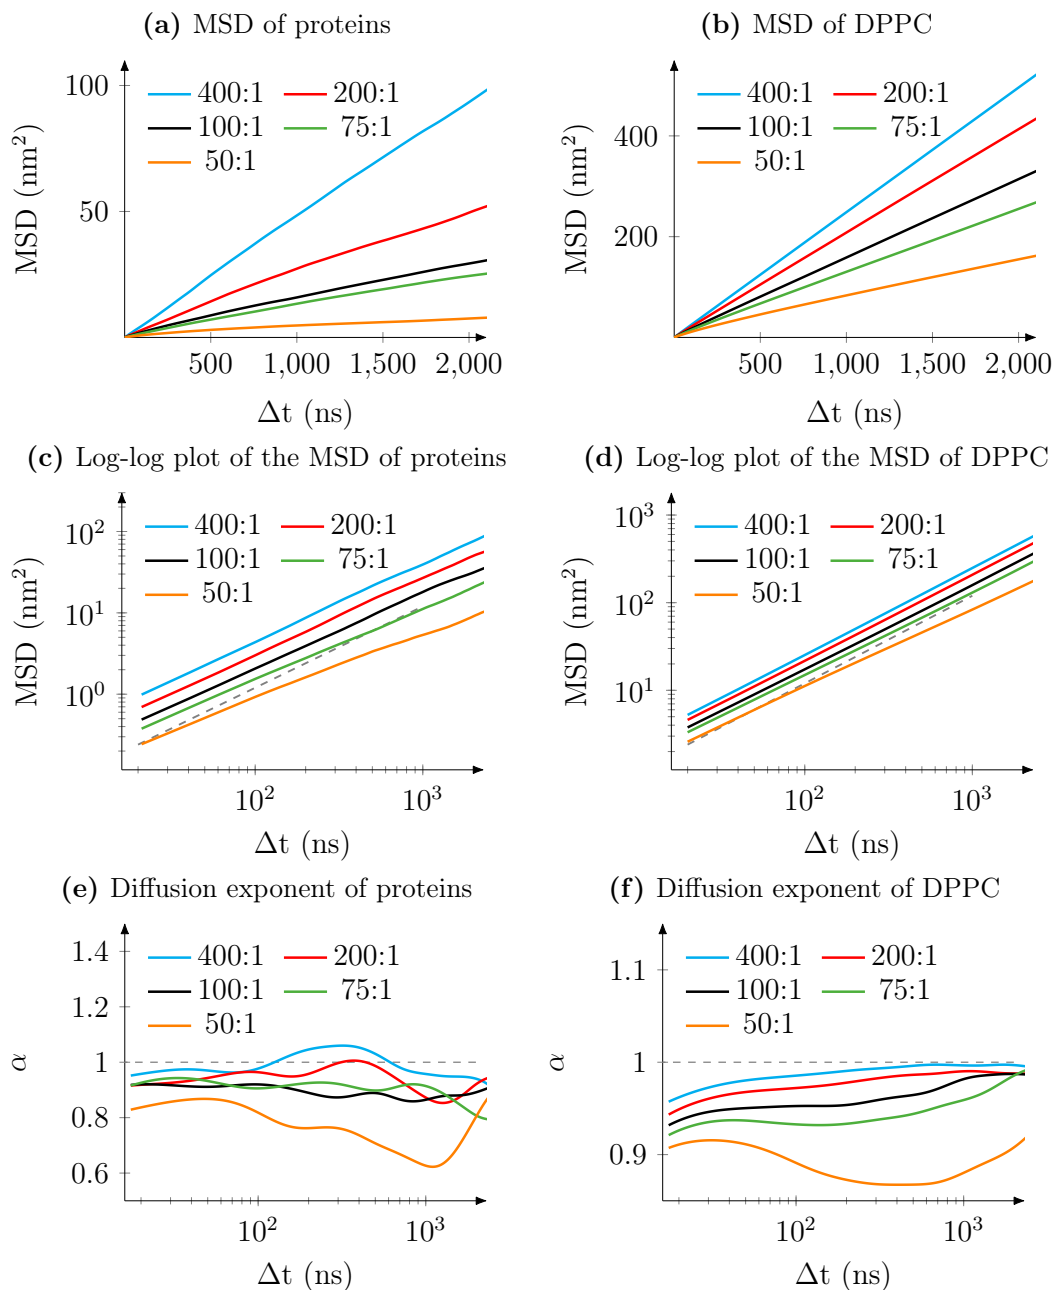 (a) MSD of proteins
MSD (nm²)
100
50
400:1 200:1
100:1 75:1
50:1
500 1,000 1,500 2,000
Δt (ns)
(b) MSD of DPPC
MSD (nm²)
400
200
400:1 200:1
100:1 75:1
50:1
500 1,000 1,500 2,000
Δt (ns)
(c) Log-log plot of the MSD of proteins
MSD (nm²)
10²
10¹
10⁰
400:1 200:1
100:1 75:1
50:1
10² 10³
Δt (ns)
(d) Log-log plot of the MSD of DPPC
MSD (nm²)
10³
10²
10¹
400:1 200:1
100:1 75:1
50:1
10² 10³
Δt (ns)
(e) Diffusion exponent of proteins
α
1.4
1.2
1
0.8
0.6
400:1 200:1
100:1 75:1
50:1
10² 10³
Δt (ns)
(f) Diffusion exponent of DPPC
α
1.1
1
0.9
400:1 200:1
100:1 75:1
50:1
10² 10³
Δt (ns)